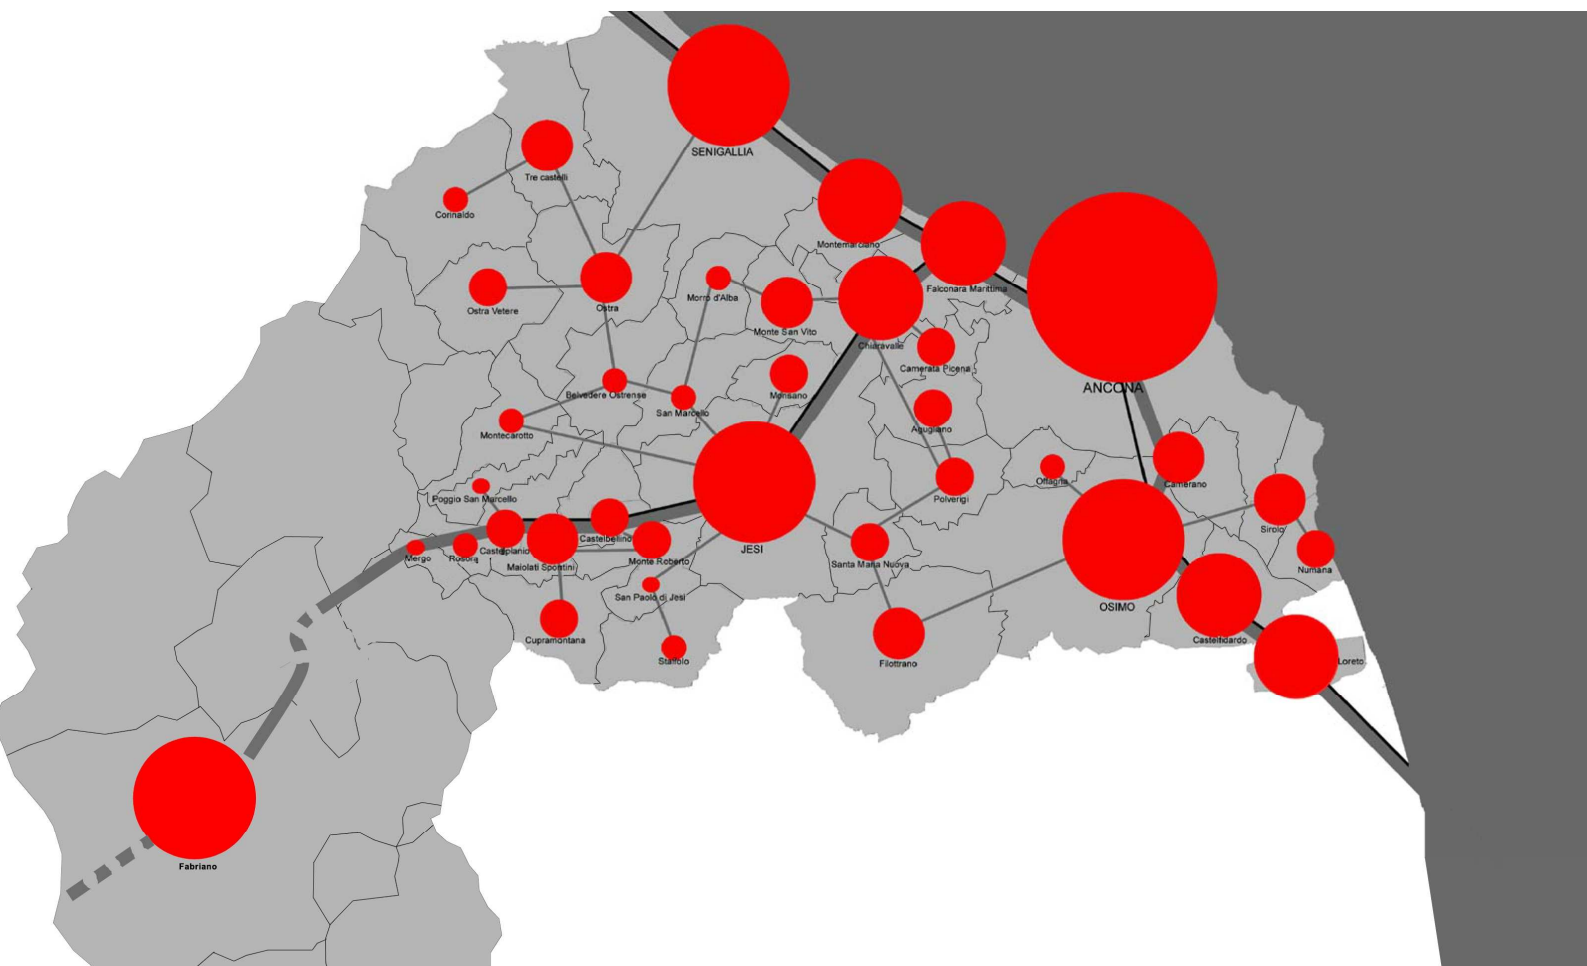 SENIGALLIA
Tre castelli
Corinaldo
Montemarciano
Falconara Marittima
Ostra Vetere
Ostra
Morro d'Alba
Monte San Vito
Chiaravalle
Camerata Picena
ANCONA
Belvedere Ostrense
San Marcello
Monsano
Agugliano
Montecarotto
Offagna
Camerano
Poggio San Marcello
Polverigi
Sirolo
Castelbellino
JESI
Castelplanio
Mergo
Rosora
Maiolati Spontini
Monte Roberto
Santa Maria Nuova
Numana
San Paolo di Jesi
OSIMO
Cupramontana
Castelfidardo
Staffolo
Filottrano
Loreto
Fabriano